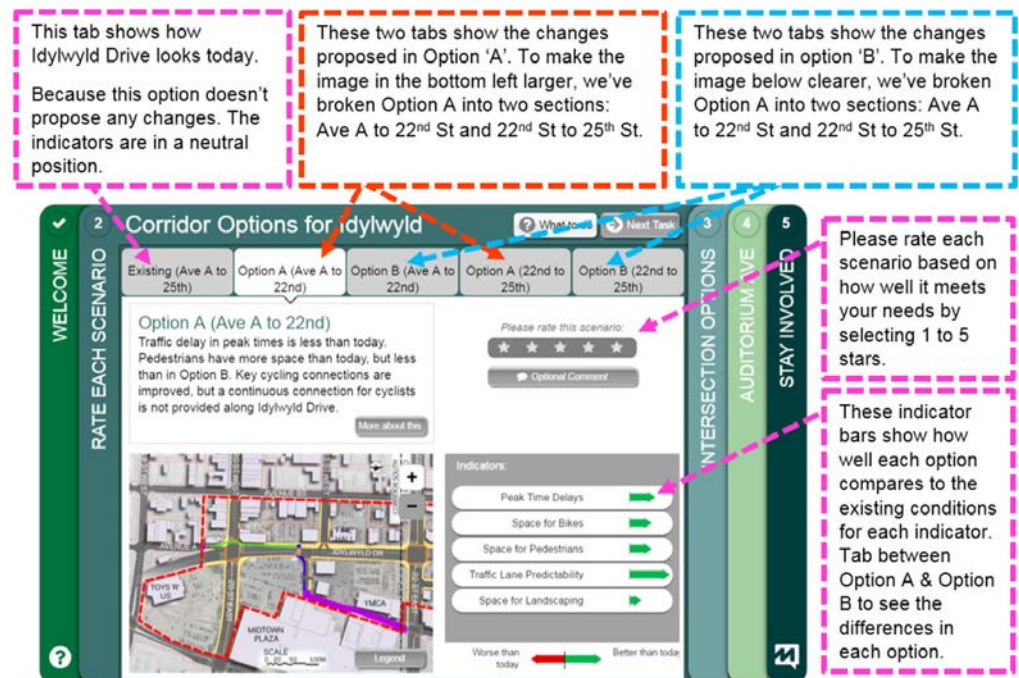 This tab shows how
Idylwyld Drive looks today.
Because this option doesn't
propose any changes. The
indicators are in a neutral
position.
These two tabs show the changes
proposed in Option 'A'. To make the
image in the bottom left larger, we've
broken Option A into two sections:
Ave A to 22nd St and 22nd St to 25th St.
These two tabs show the changes
proposed in option 'B'. To make the
image below clearer, we've broken
Option A into two sections: Ave A
to 22nd St and 22nd St to 25th St.
WELCOME
2
RATE EACH SCENARIO
Corridor Options for Idylwyld
? What to do
Next Task
Existing (Ave A to
25th)
Option A (Ave A to
22nd)
Option B (Ave A to
22nd)
Option A (22nd to
25th)
Option B (22nd to
25th)
Option A (Ave A to 22nd)
Traffic delay in peak times is less than today.
Pedestrians have more space than today, but less
than in Option B. Key cycling connections are
improved, but a continuous connection for cyclists
is not provided along Idylwyld Drive.
More about this
Please rate this scenario:
Optional Comment
AVENUE
AVENUE A
IDYLWYLD DR
TOYS 'R'
US
MIDTOWN
PLAZA
YMCA
SCALE
Legend
+
−
Indicators:
Peak Time Delays
Space for Bikes
Space for Pedestrians
Traffic Lane Predictability
Space for Landscaping
Worse than
today
Better than today
3
INTERSECTION OPTIONS
4
AUDITORIUM AVE
5
STAY INVOLVED
?
Please rate each
scenario based on
how well it meets
your needs by
selecting 1 to 5
stars.
These indicator
bars show how
well each option
compares to the
existing conditions
for each indicator.
Tab between
Option A & Option
B to see the
differences in
each option.